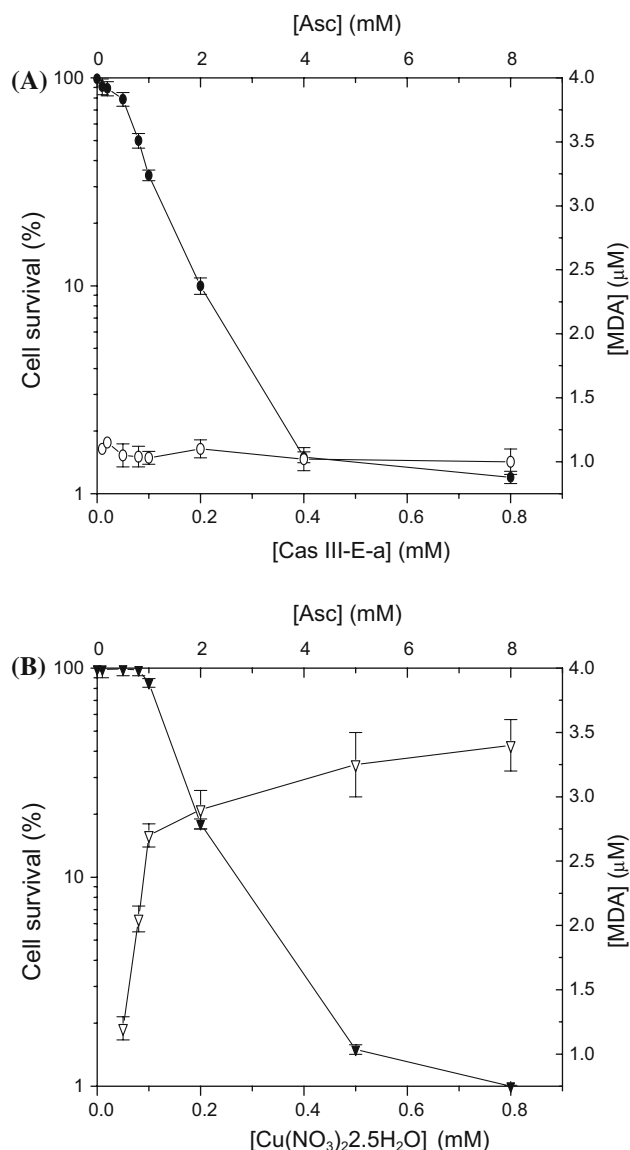 [Asc] (mM)
0 2 4 6 8
(A)
100
10
1
Cell survival (%)
4.0
3.5
3.0
2.5
2.0
1.5
1.0
[MDA] (μM)
0.0 0.2 0.4 0.6 0.8
[Cas III-E-a] (mM)
[Asc] (mM)
0 2 4 6 8
(B)
100
10
1
Cell survival (%)
4.0
3.5
3.0
2.5
2.0
1.5
1.0
[MDA] (μM)
0.0 0.2 0.4 0.6 0.8
[Cu(NO₃)₂2.5H₂O] (mM)